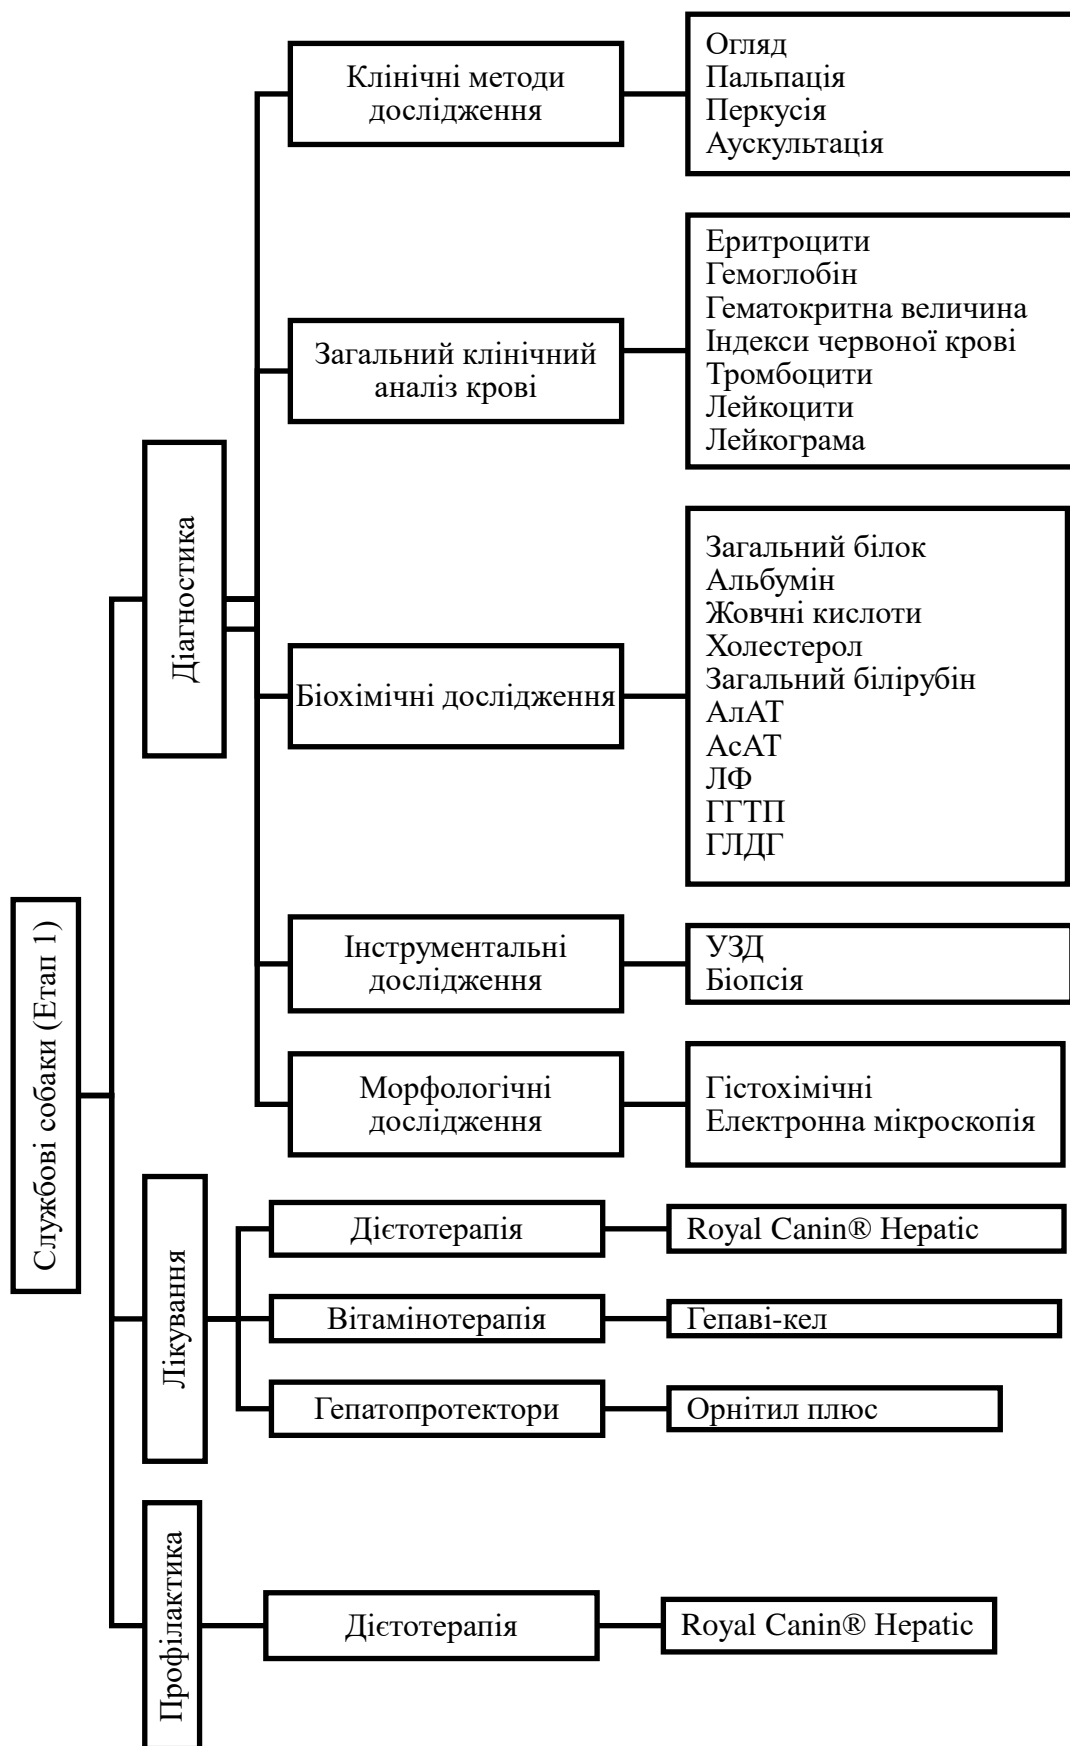 Службові собаки (Етап 1)
Діагностика
Клінічні методи
дослідження
Огляд
Пальпація
Перкусія
Аускультація
Загальний клінічний
аналіз крові
Еритроцити
Гемоглобін
Гематокритна величина
Індекси червоної крові
Тромбоцити
Лейкоцити
Лейкограма
Біохімічні дослідження
Загальний білок
Альбумін
Жовчні кислоти
Холестерол
Загальний білірубін
АлАТ
АсАТ
ЛФ
ГГТП
ГЛДГ
Інструментальні
дослідження
УЗД
Біопсія
Морфологічні
дослідження
Гістохімічні
Електронна мікроскопія
Лікування
Дієтотерапія
Royal Canin® Hepatic
Вітамінотерапія
Гепаві-кел
Гепатопротектори
Орнітил плюс
Профілактика
Дієтотерапія
Royal Canin® Hepatic